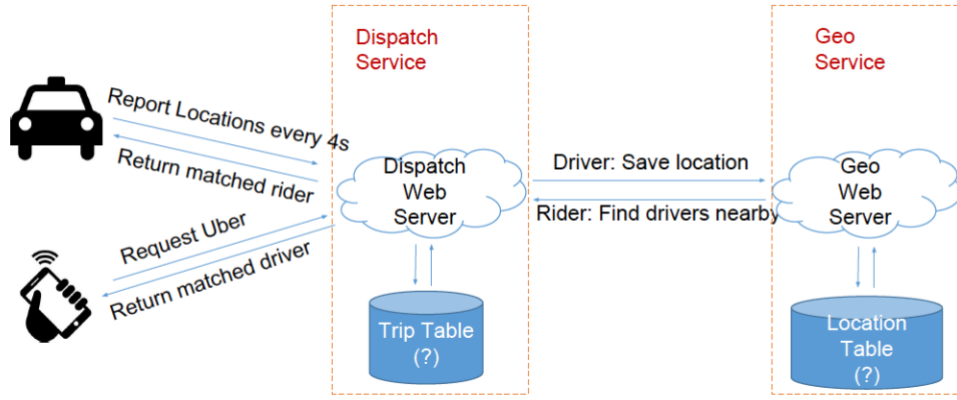 Dispatch
Service
Geo
Service
Report Locations every 4s
Return matched rider
Request Uber
Return matched driver
Dispatch
Web
Server
Driver: Save location
Rider: Find drivers nearby
Geo
Web
Server
Trip Table
(?)
Location
Table
(?)